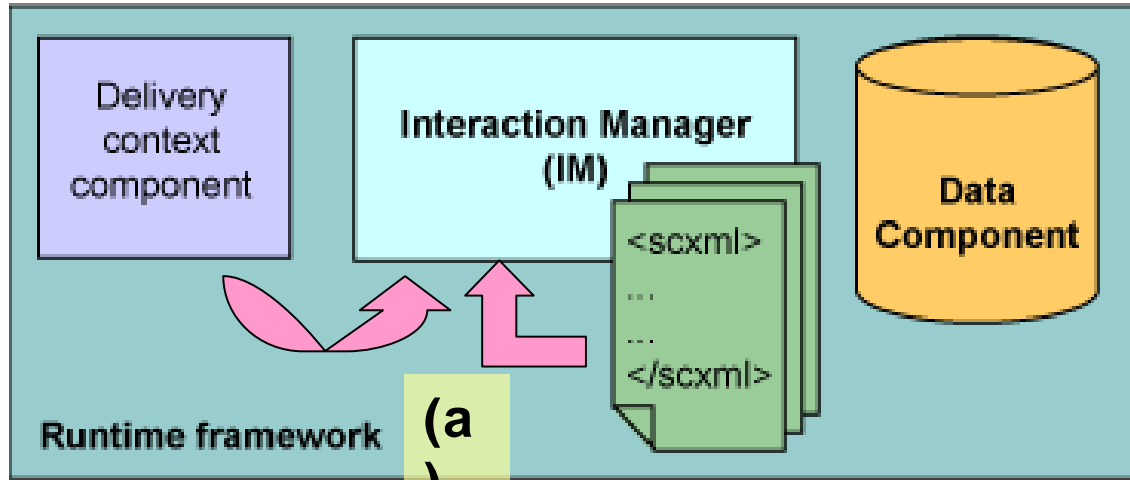 Delivery
context
component
Interaction Manager
(IM)
<scxml>
...
...
</scxml>
Data
Component
Runtime framework
(a
)